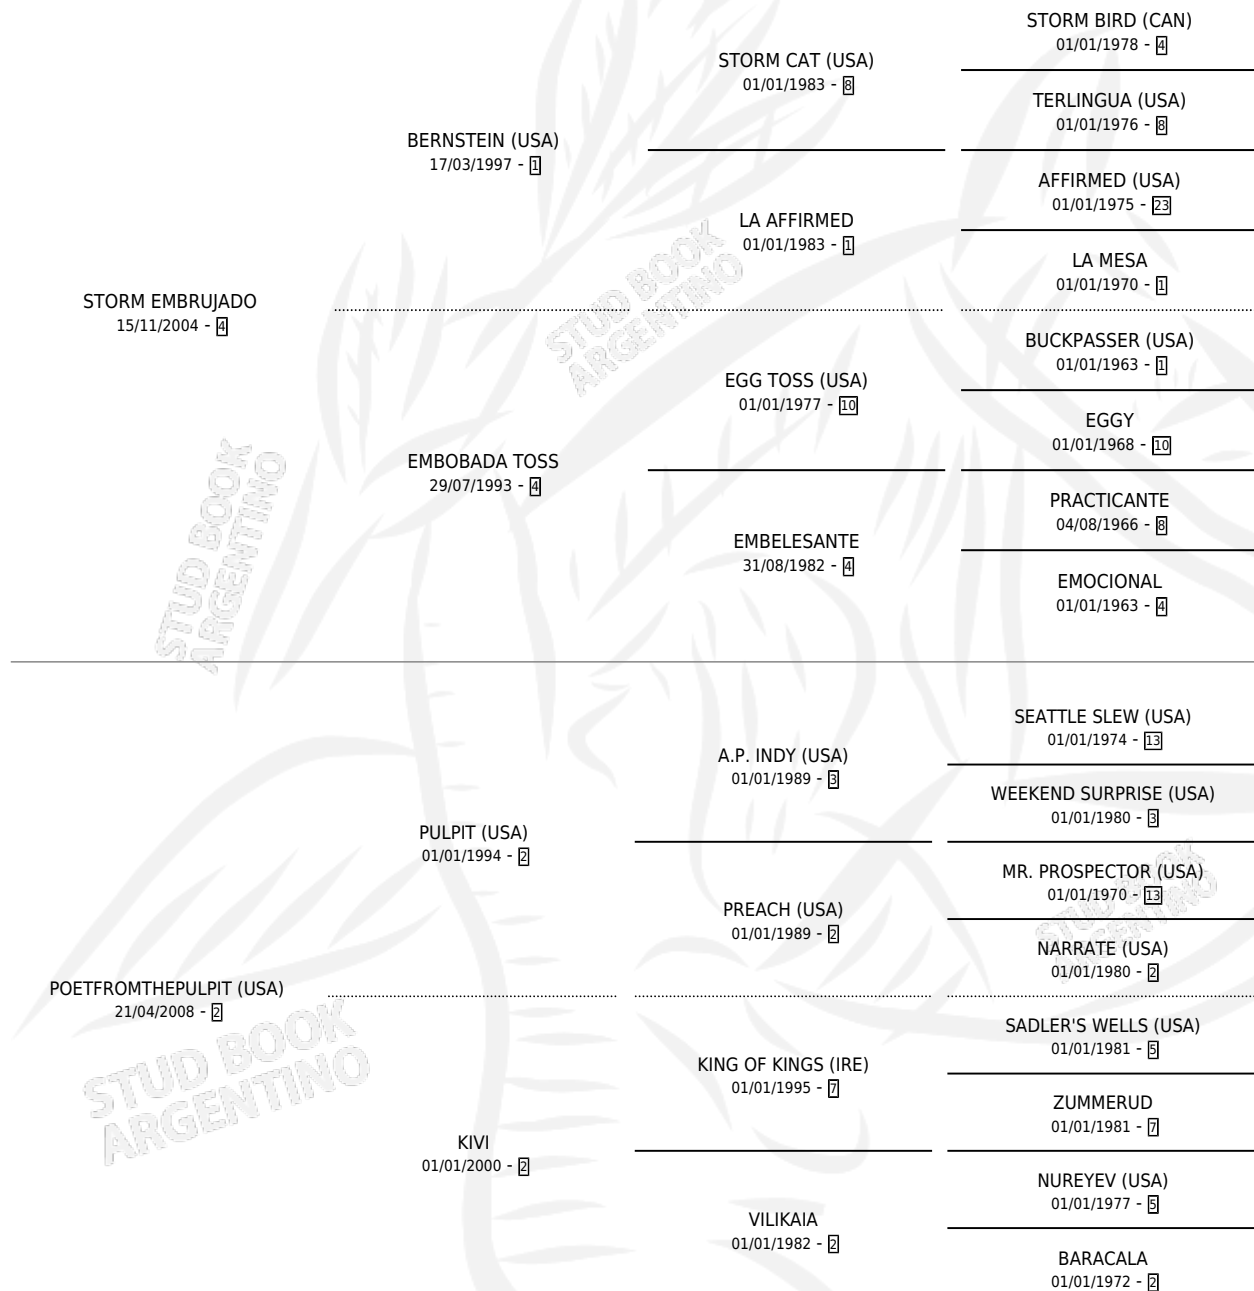 STORM BIRD (CAN)
01/01/1978 - 4
STORM CAT (USA)
01/01/1983 - 8
TERLINGUA (USA)
01/01/1976 - 8
BERNSTEIN (USA)
17/03/1997 - 1
AFFIRMED (USA)
01/01/1975 - 23
LA AFFIRMED
01/01/1983 - 1
LA MESA
01/01/1970 - 1
STORM EMBRUJADO
15/11/2004 - 4
STUD BOOK
ARGENTINO
BUCKPASSER (USA)
01/01/1963 - 1
EGG TOSS (USA)
01/01/1977 - 10
EGGY
01/01/1968 - 10
EMBOBADA TOSS
29/07/1993 - 4
PRACTICANTE
04/08/1966 - 8
EMBELESANTE
31/08/1982 - 4
EMOCIONAL
01/01/1963 - 4
STUD BOOK
ARGENTINO
SEATTLE SLEW (USA)
01/01/1974 - 13
A.P. INDY (USA)
01/01/1989 - 3
WEEKEND SURPRISE (USA)
01/01/1980 - 3
PULPIT (USA)
01/01/1994 - 2
MR. PROSPECTOR (USA)
01/01/1970 - 13
PREACH (USA)
01/01/1989 - 2
STUD BOOK
ARGENTINO
NARRATE (USA)
01/01/1980 - 2
POETFROMTHEPULPIT (USA)
21/04/2008 - 2
STUD BOOK
ARGENTINO
SADLER'S WELLS (USA)
01/01/1981 - 5
KING OF KINGS (IRE)
01/01/1995 - 7
ZUMMERUD
01/01/1981 - 7
KIVI
01/01/2000 - 2
NUREYEV (USA)
01/01/1977 - 5
VILIKAIA
01/01/1982 - 2
BARACALA
01/01/1972 - 2